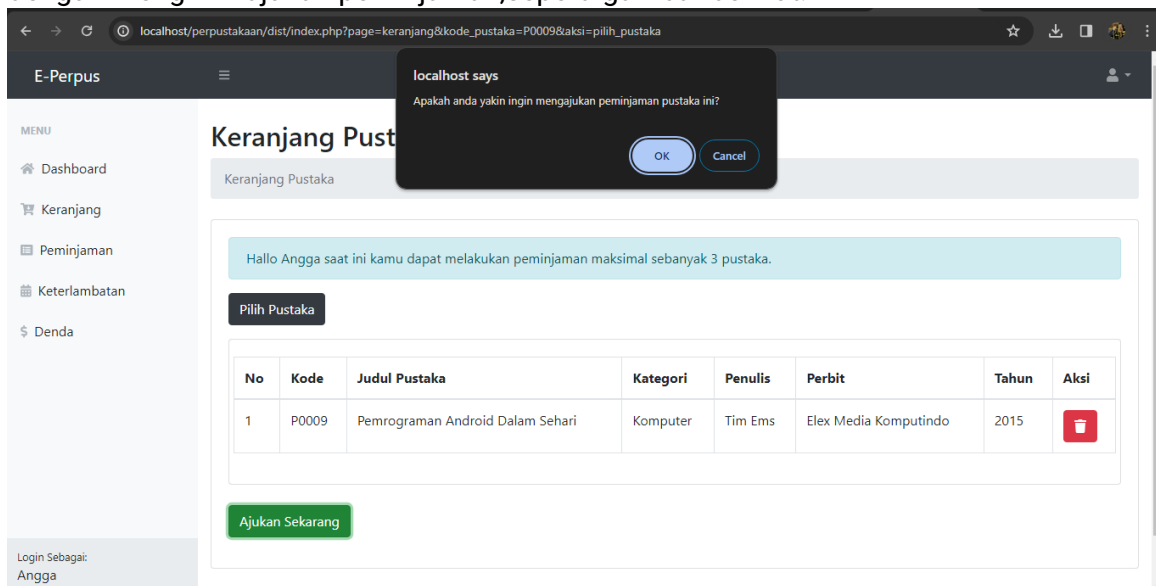 localhost/perpustakaan/dist/index.php?page=keranjang&kode_pustaka=P0009&aksi=pilih_pustaka
E-Perpus
localhost says
Apakah anda yakin ingin mengajukan peminjaman pustaka ini?
OK Cancel
MENU
Dashboard
Keranjang
Peminjaman
Keterlambatan
$ Denda
Login Sebagai:
Angga
Keranjang Pust
Keranjang Pustaka
Hallo Angga saat ini kamu dapat melakukan peminjaman maksimal sebanyak 3 pustaka.
Pilih Pustaka
No Kode Judul Pustaka Kategori Penulis Perbit Tahun Aksi
1 P0009 Pemrograman Android Dalam Sehari Komputer Tim Ems Elex Media Komputindo 2015
Ajukan Sekarang